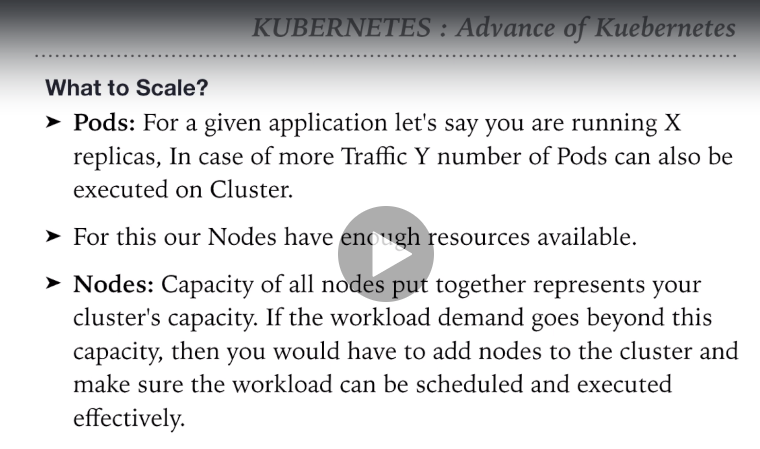 KUBERNETES : Advance of Kuebernetes
What to Scale?
➤ Pods: For a given application let's say you are running X
replicas, In case of more Traffic Y number of Pods can also be
executed on Cluster.
➤ For this our Nodes have enough resources available.
➤ Nodes: Capacity of all nodes put together represents your
cluster's capacity. If the workload demand goes beyond this
capacity, then you would have to add nodes to the cluster and
make sure the workload can be scheduled and executed
effectively.